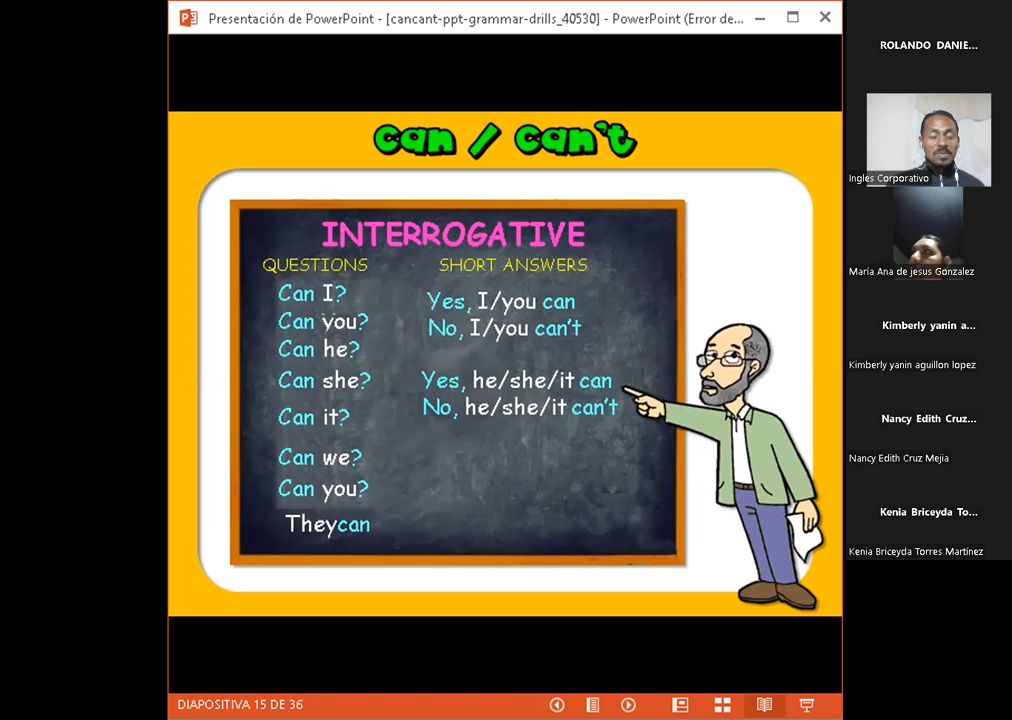 Presentación de PowerPoint - [cancant-ppt-grammar-drills_40530] - PowerPoint (Error de...
can / can't
INTERROGATIVE
QUESTIONS
SHORT ANSWERS
Can I?
Can you?
Can he?
Can she?
Can it?
Can we?
Can you?
Theycan
Yes, I/you can
No, I/you can't
Yes, he/she/it can
No, he/she/it can't
DIAPOSITIVA 15 DE 36
ROLANDO DANIE...
Ingles Corporativo
María Ana de jesus Gonzalez
Kimberly yanin a...
Kimberly yanin aguillon lopez
Nancy Edith Cruz...
Nancy Edith Cruz Mejia
Kenia Briceyda To...
Kenia Briceyda Torres Martínez